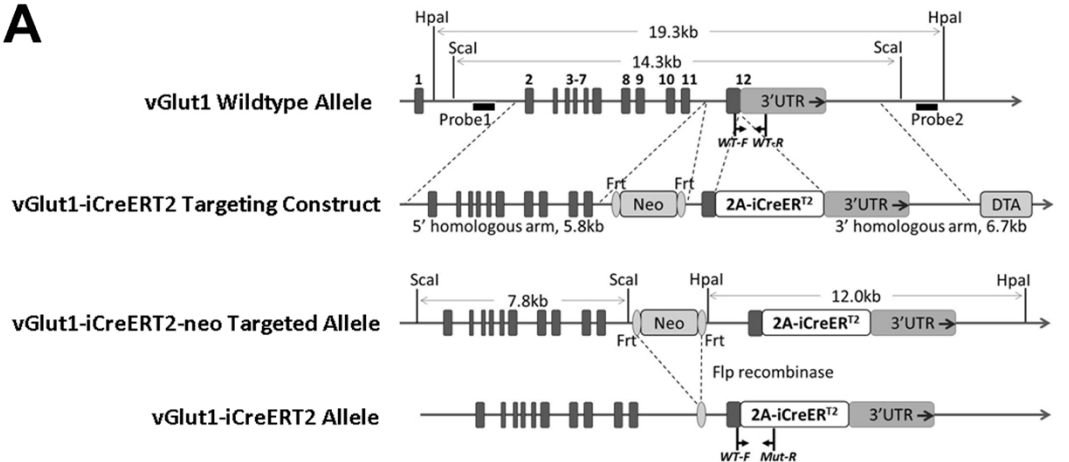 A
HpaI HpaI
19.3kb
ScaI ScaI
14.3kb
1 2 3-7 8 9 10 11 12
vGlut1 Wildtype Allele 3'UTR
Probe1 Probe2
WT-F WT-R
Frt Frt
vGlut1-iCreERT2 Targeting Construct Neo 2A-iCreERT2 3'UTR DTA
5' homologous arm, 5.8kb 3' homologous arm, 6.7kb
ScaI ScaI HpaI HpaI
7.8kb 12.0kb
vGlut1-iCreERT2-neo Targeted Allele Neo 2A-iCreERT2 3'UTR
Frt Frt
Flp recombinase
vGlut1-iCreERT2 Allele 2A-iCreERT2 3'UTR
WT-F Mut-R